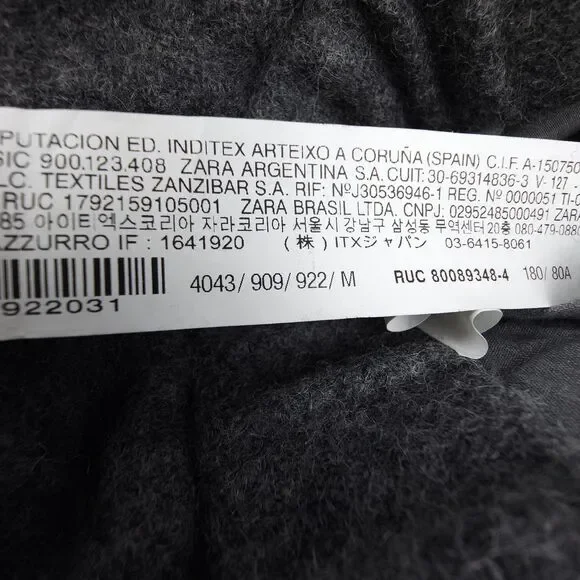 PUTACION ED. INDITEX ARTEIXO A CORUÑA (SPAIN) C.I.F. A-150750
SIC 900.123.408 ZARA ARGENTINA S.A. CUIT: 30-69314836-3 V-127
LC. TEXTILES ZANZIBAR S.A. RIF: NºJ30536946-1 REG. Nº 0000051 TI-0
RUC 1792159105001 ZARA BRASIL LTDA. CNPJ: 02952485000491 ZARA
85 아이티엑스코리아 자라코리아 서울시 강남구 삼성동 무역센터 20층 080-479-0880
AZZURRO IF : 1641920 (株) ITXジャパン 03-6415-8061
922031 4043/ 909/ 922/ M RUC 80089348-4 180/ 80A